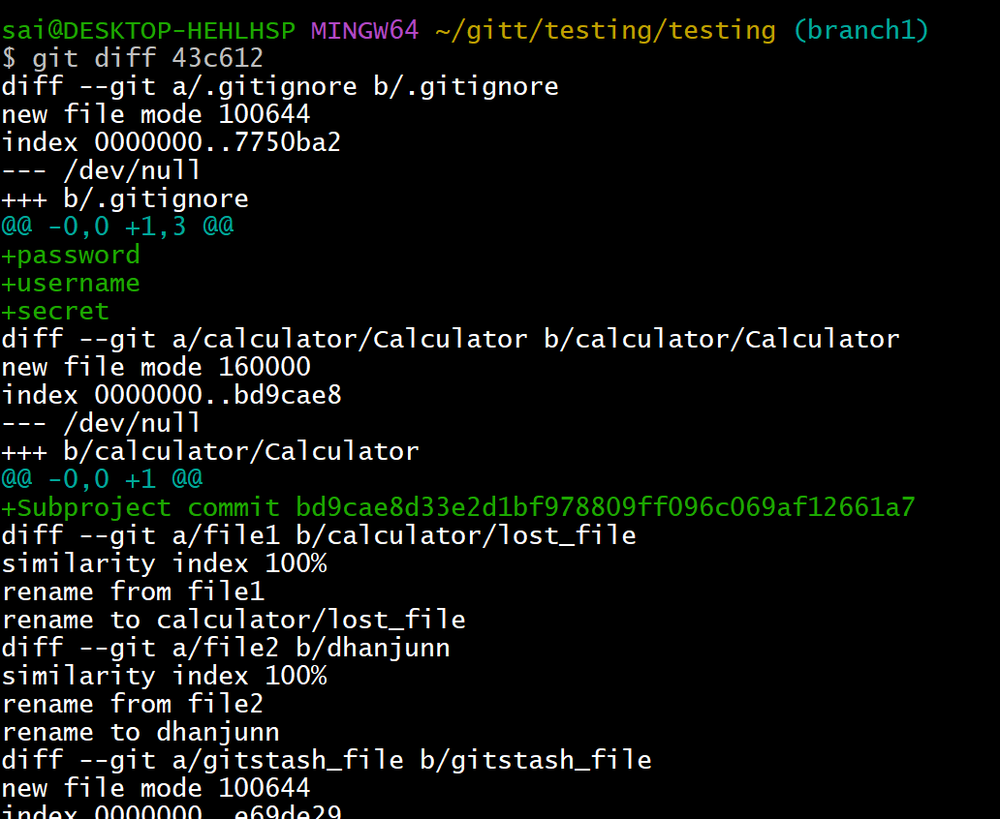 sai@DESKTOP-HEHLHSP MINGW64 ~/gitt/testing/testing (branch1)
$ git diff 43c612
diff --git a/.gitignore b/.gitignore
new file mode 100644
index 0000000..7750ba2
--- /dev/null
+++ b/.gitignore
@@ -0,0 +1,3 @@
+password
+username
+secret
diff --git a/calculator/Calculator b/calculator/Calculator
new file mode 160000
index 0000000..bd9cae8
--- /dev/null
+++ b/calculator/Calculator
@@ -0,0 +1 @@
+Subproject commit bd9cae8d33e2d1bf978809ff096c069af12661a7
diff --git a/file1 b/calculator/lost_file
similarity index 100%
rename from file1
rename to calculator/lost_file
diff --git a/file2 b/dhanjunn
similarity index 100%
rename from file2
rename to dhanjunn
diff --git a/gitstash_file b/gitstash_file
new file mode 100644
index 0000000..e69de29